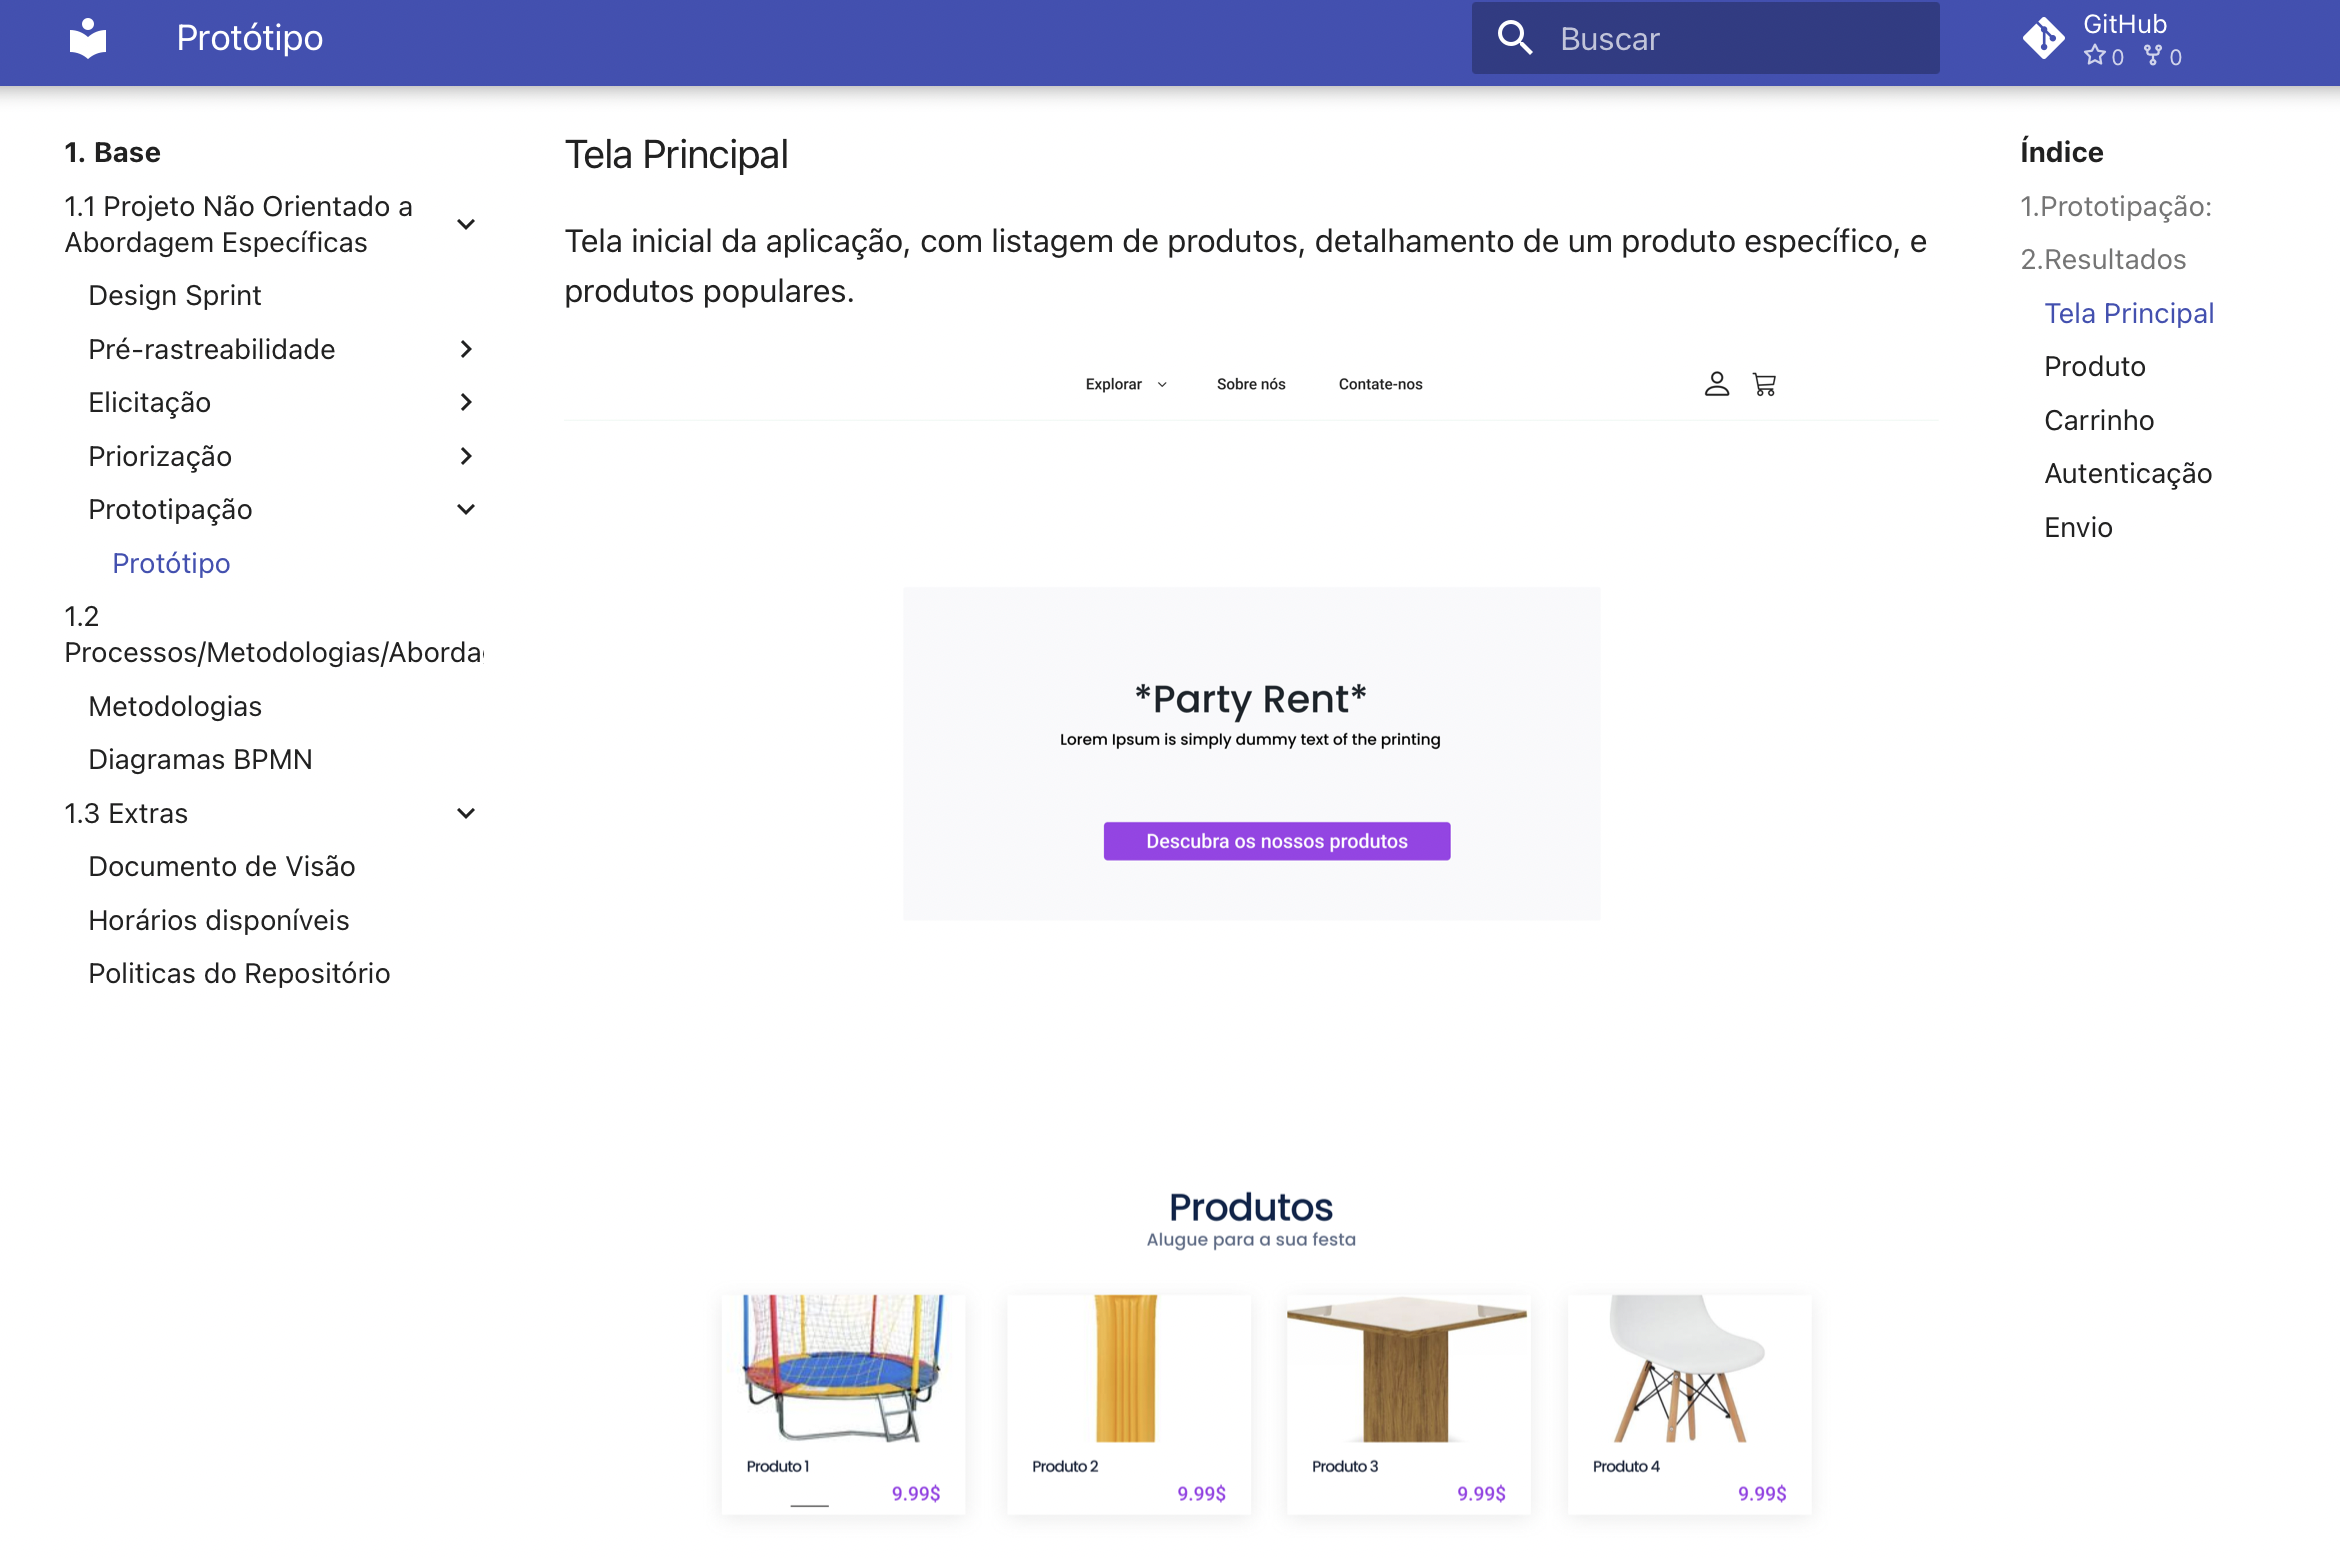 Protótipo
Buscar
GitHub
0 0
1. Base
1.1 Projeto Não Orientado a
Abordagem Específicas
Design Sprint
Pré-rastreabilidade
Elicitação
Priorização
Prototipação
Protótipo
1.2
Processos/Metodologias/Aborda
Metodologias
Diagramas BPMN
1.3 Extras
Documento de Visão
Horários disponíveis
Politicas do Repositório
Tela Principal
Tela inicial da aplicação, com listagem de produtos, detalhamento de um produto específico, e
produtos populares.
Explorar Sobre nós Contate-nos
*Party Rent*
Lorem Ipsum is simply dummy text of the printing
Descubra os nossos produtos
Produtos
Alugue para a sua festa
Produto 1
9.99$
Produto 2
9.99$
Produto 3
9.99$
Produto 4
9.99$
Índice
1.Prototipação:
2.Resultados
Tela Principal
Produto
Carrinho
Autenticação
Envio